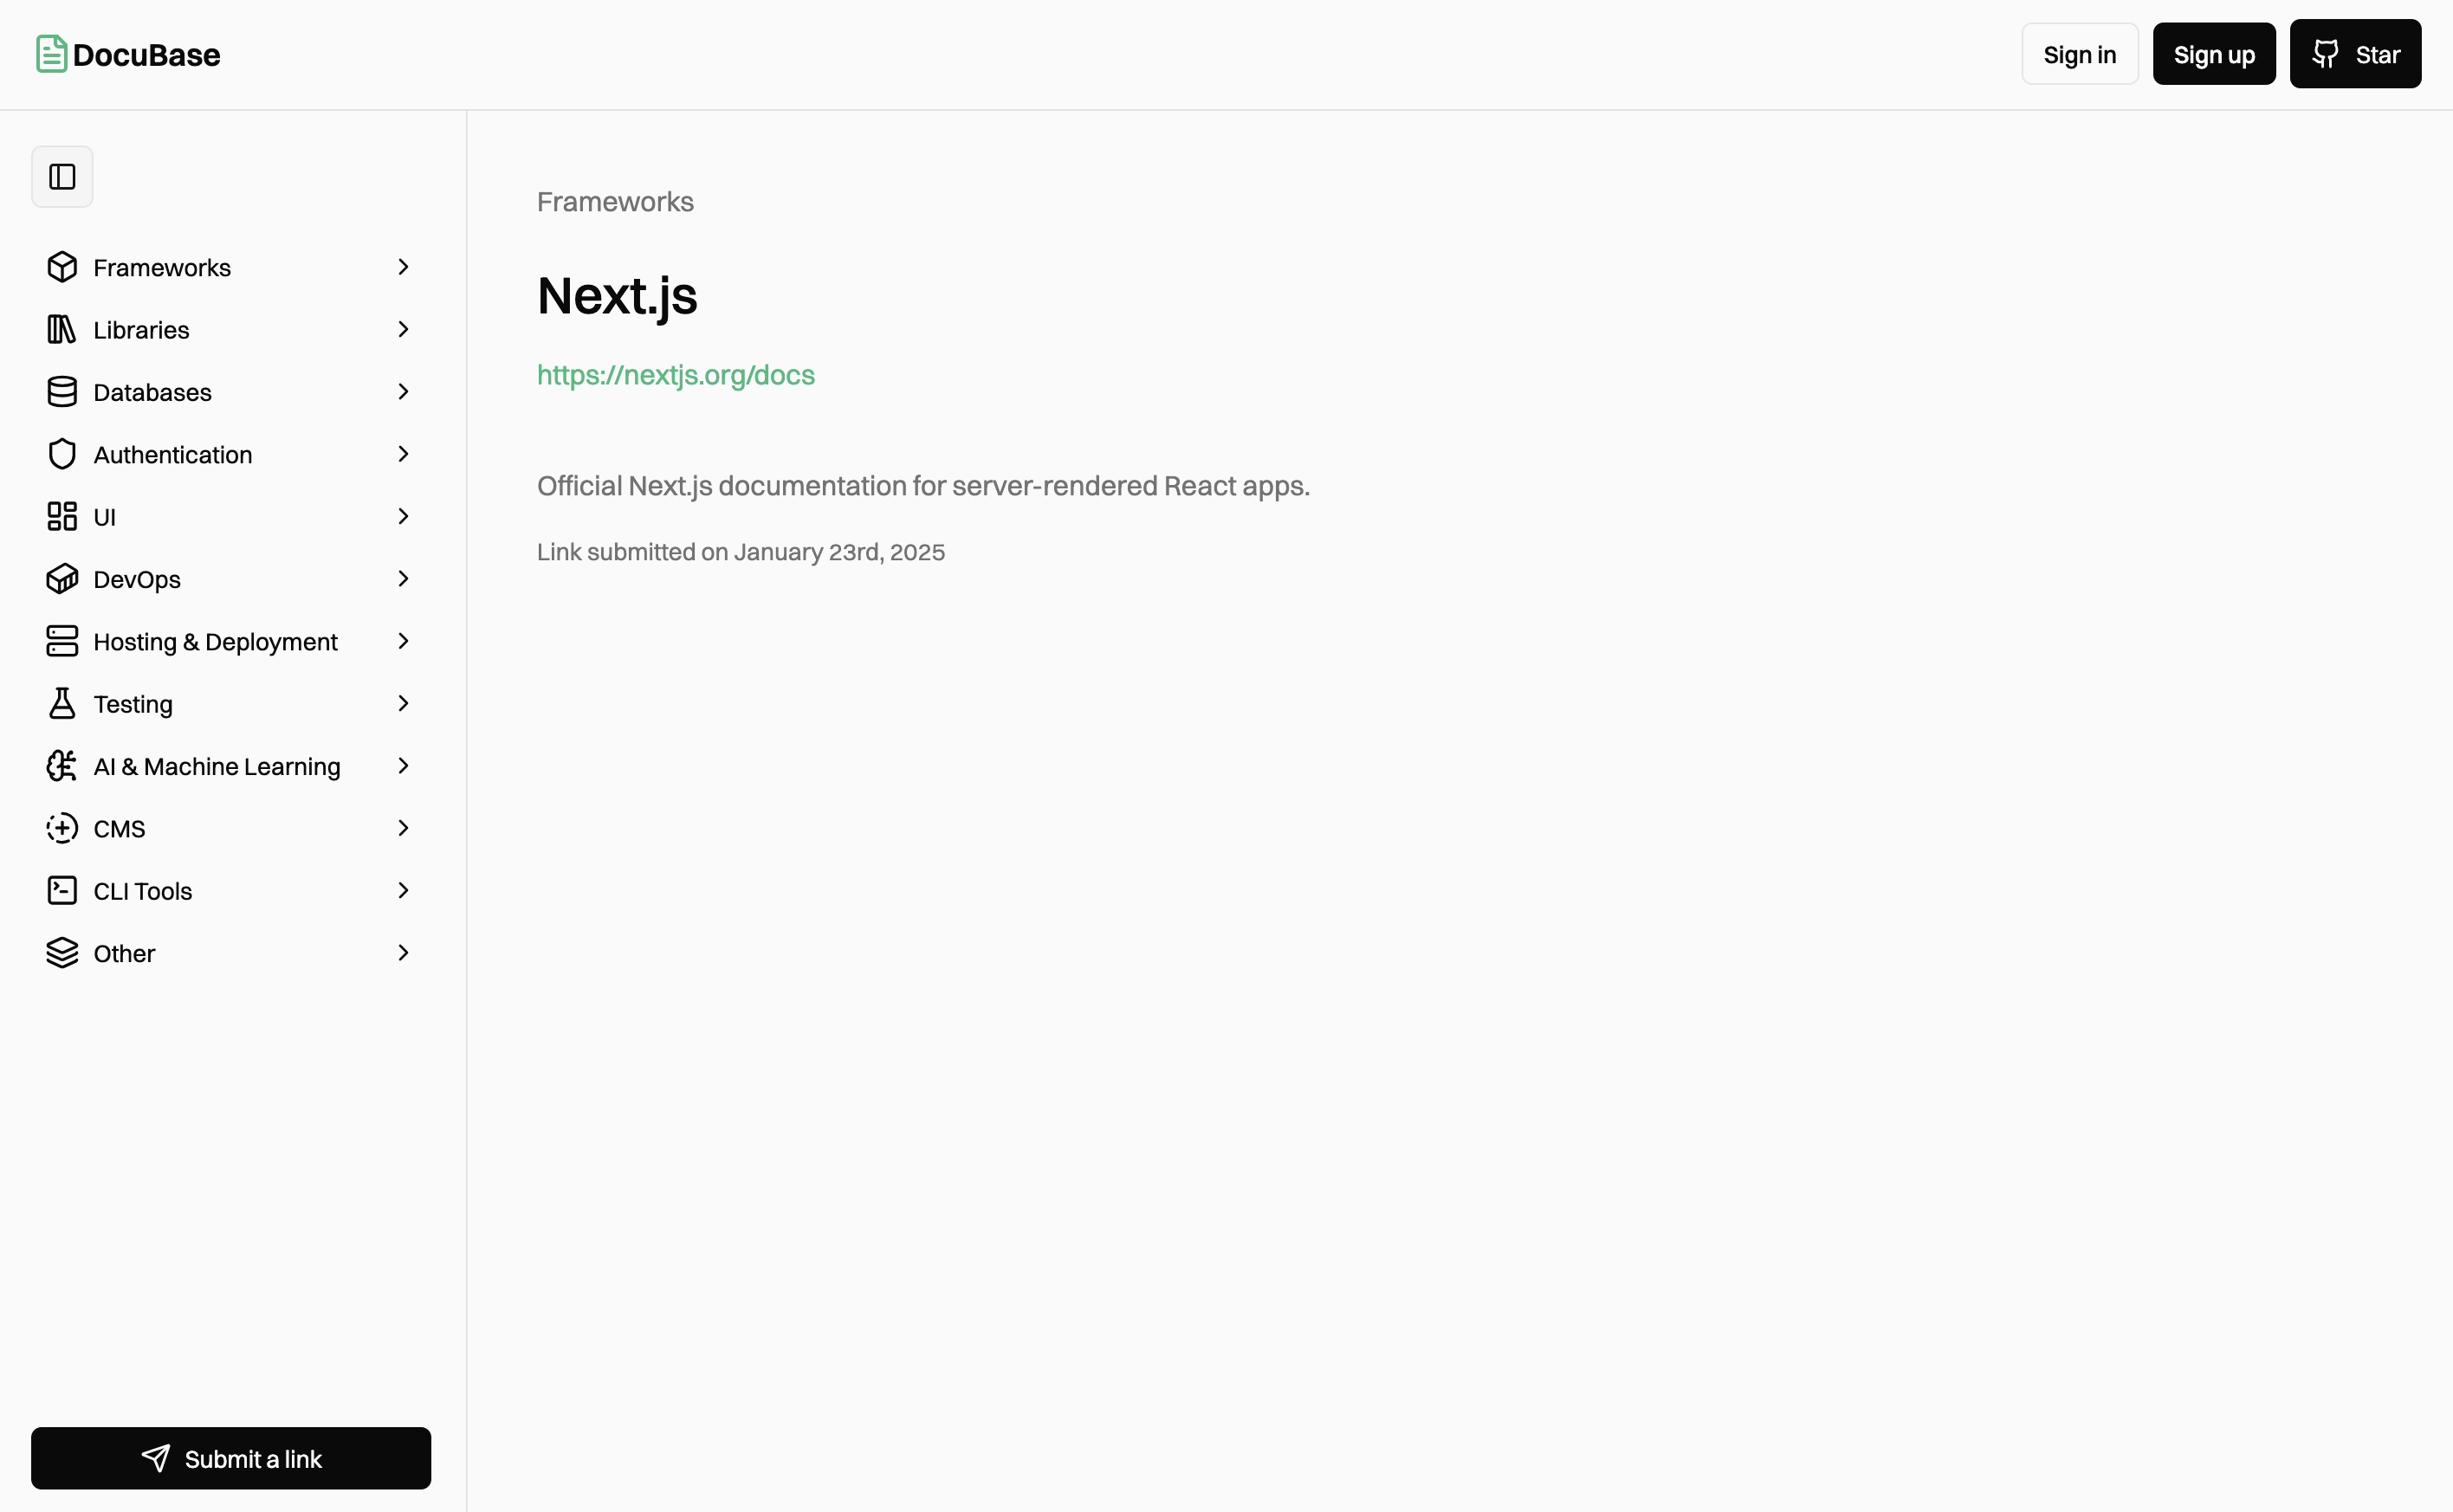 DocuBase
Sign in
Sign up
Star
Frameworks
Libraries
Databases
Authentication
UI
DevOps
Hosting & Deployment
Testing
AI & Machine Learning
CMS
CLI Tools
Other
Submit a link
Frameworks
Next.js
https://nextjs.org/docs
Official Next.js documentation for server-rendered React apps.
Link submitted on January 23rd, 2025